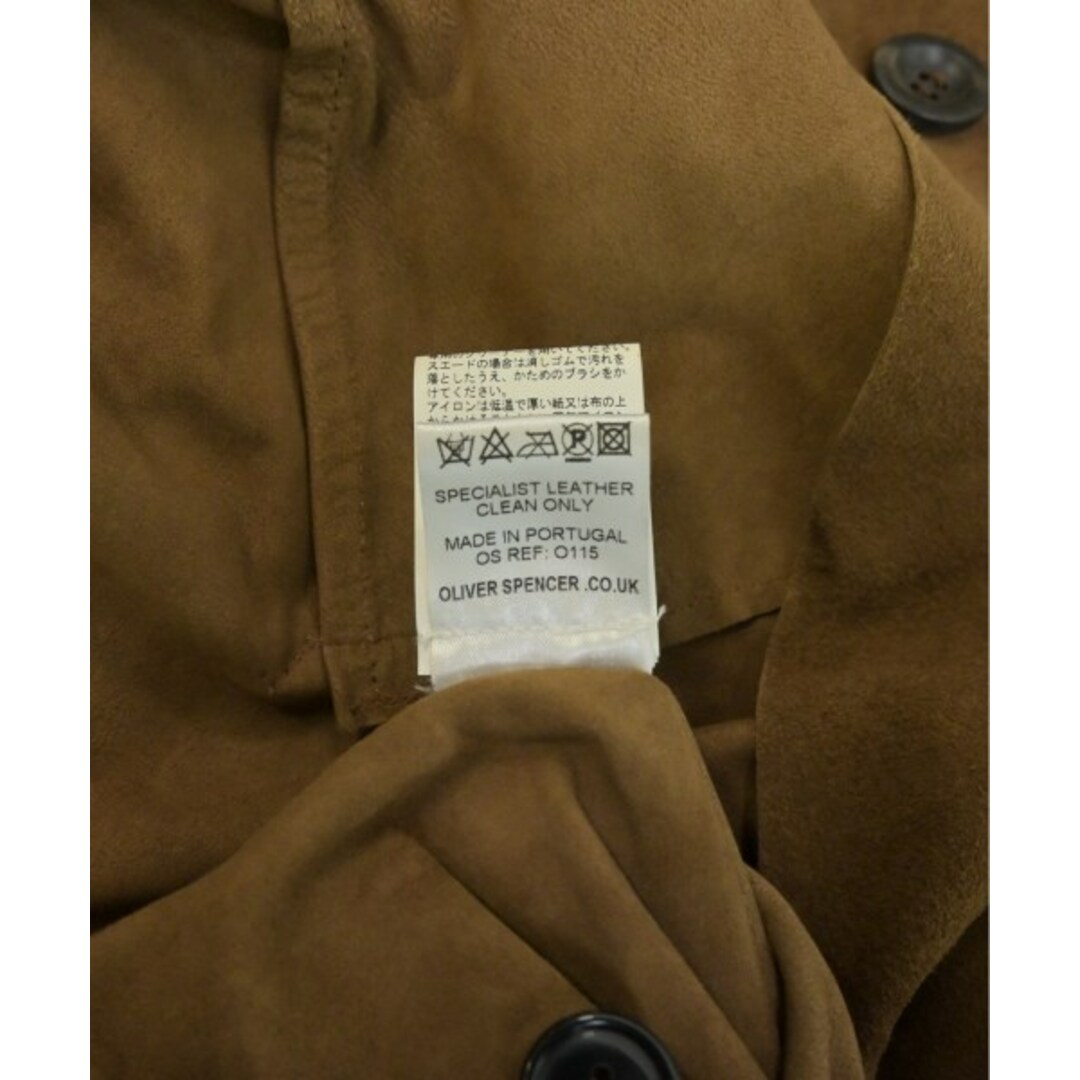 スエードの場合は消しゴムで汚れを
落としたうえ、かためのブラシをか
けてください。
アイロンは低温で厚い紙又は布の上
P
SPECIALIST LEATHER
CLEAN ONLY
MADE IN PORTUGAL
OS REF: O115
OLIVER SPENCER .CO.UK